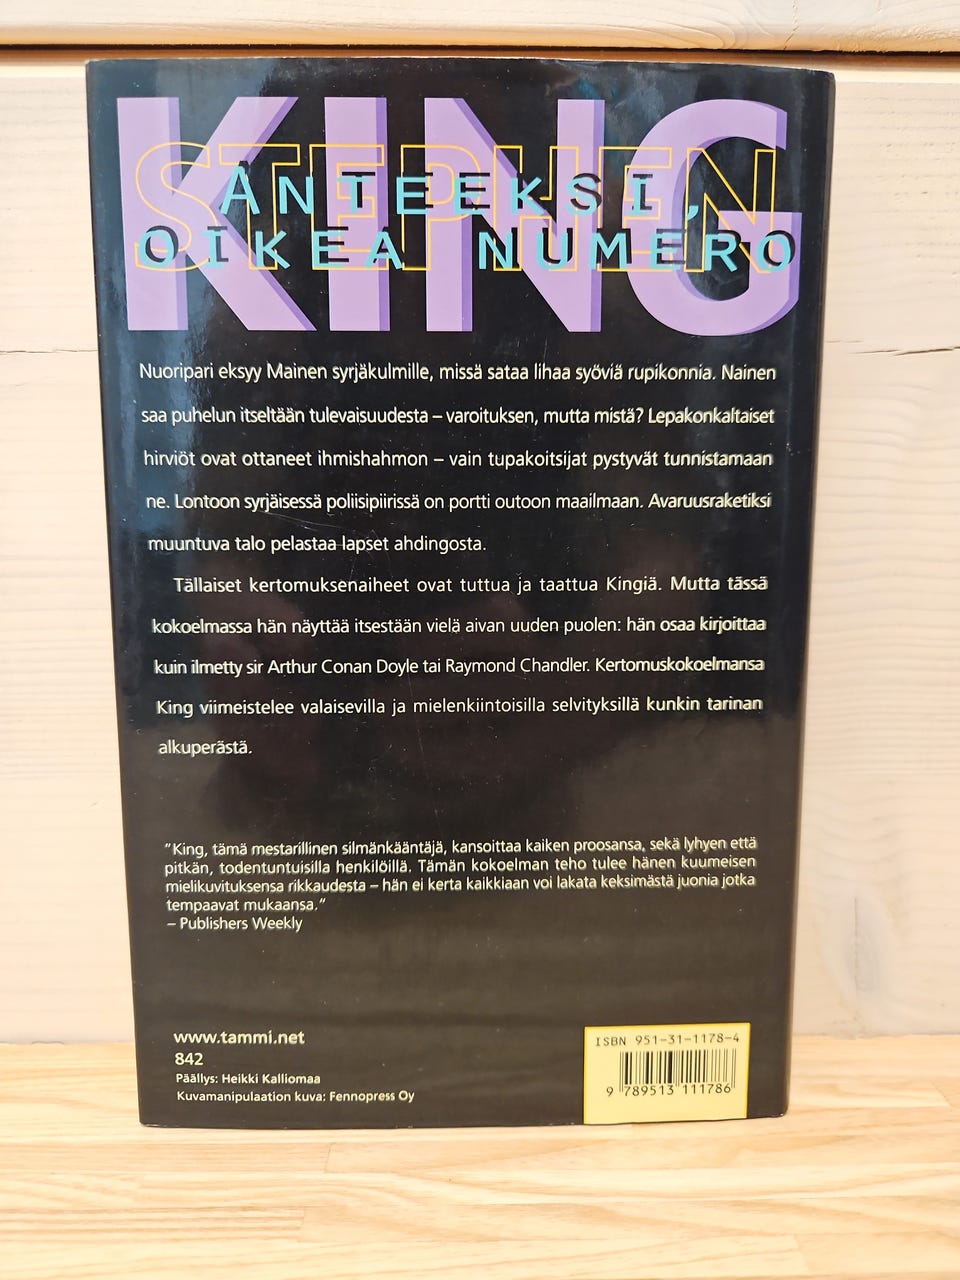 STEPHEN
KING
ANTEEKSI,
OIKEA NUMERO
Nuoripari eksyy Mainen syrjäkulmille, missä sataa lihaa syöviä rupikonnia. Nainen
saa puhelun itseltään tulevaisuudesta – varoituksen, mutta mistä? Lepakonkaltaiset
hirviöt ovat ottaneet ihmishahmon – vain tupakoitsijat pystyvät tunnistamaan
ne. Lontoon syrjäisessä poliisipiirissä on portti outoon maailmaan. Avaruusraketiksi
muuntuva talo pelastaa lapset ahdingosta.
Tällaiset kertomuksenaiheet ovat tuttua ja taattua Kingiä. Mutta tässä
kokoelmassa hän näyttää itsestään vielä aivan uuden puolen: hän osaa kirjoittaa
kuin ilmetty sir Arthur Conan Doyle tai Raymond Chandler. Kertomuskokoelmansa
King viimeistelee valaisevilla ja mielenkiintoisilla selvityksillä kunkin tarinan
alkuperästä.
"King, tämä mestarillinen silmänkääntäjä, kansoittaa kaiken proosansa, sekä lyhyen että
pitkän, todentuntuisilla henkilöillä. Tämän kokoelman teho tulee hänen kuumeisen
mielikuvituksensa rikkaudesta – hän ei kerta kaikkiaan voi lakata keksimästä juonia jotka
tempaavat mukaansa."
– Publishers Weekly
www.tammi.net
842
Päällys: Heikki Kalliomaa
Kuvamanipulaation kuva: Fennopress Oy
ISBN 951-31-1178-4
9 789513 111786